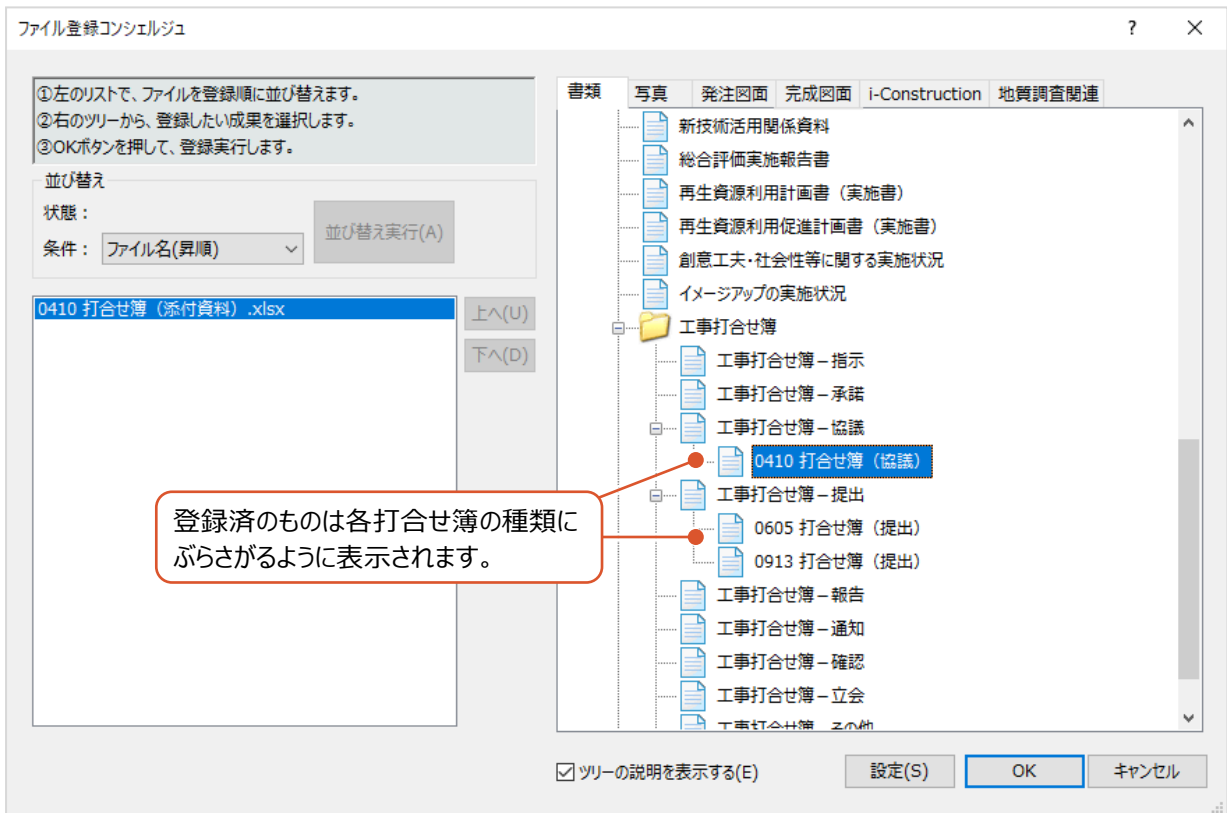 ファイル登録コンシェルジュ
?
①左のリストで、ファイルを登録順に並び替えます。
②右のツリーから、登録したい成果を選択します。
③OKボタンを押して、登録実行します。
並び替え
状態：
条件：
ファイル名(昇順)
並び替え実行(A)
0410 打合せ簿（添付資料）.xlsx
上へ(U)
下へ(D)
書類 写真 発注図面 完成図面 i-Construction 地質調査関連
新技術活用関係資料
総合評価実施報告書
再生資源利用計画書（実施書）
再生資源利用促進計画書（実施書）
創意工夫・社会性等に関する実施状況
イメージアップの実施状況
工事打合せ簿
工事打合せ簿－指示
工事打合せ簿－承諾
工事打合せ簿－協議
0410 打合せ簿（協議）
工事打合せ簿－提出
0605 打合せ簿（提出）
0913 打合せ簿（提出）
工事打合せ簿－報告
工事打合せ簿－通知
工事打合せ簿－確認
工事打合せ簿－立会
工事打合せ簿－その他
登録済のものは各打合せ簿の種類に
ぶらさがるように表示されます。
ツリーの説明を表示する(E)
設定(S)
OK
キャンセル